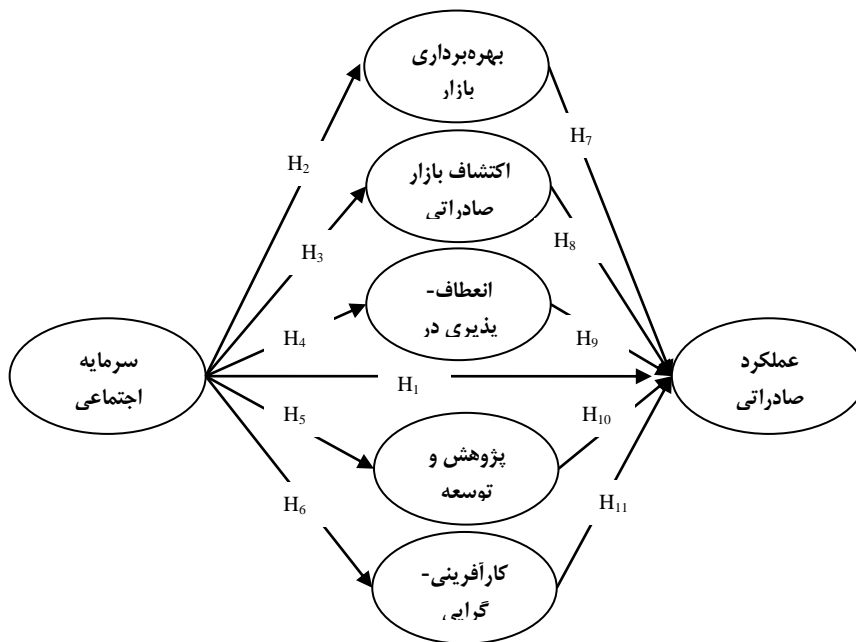 بهره‌برداری
بازار
H7
H2
اکتشاف بازار
صادراتی
H8
H3
انعطاف-
پذیری در
H9
H4
سرمایه
اجتماعی
H1
عملکرد
صادراتی
H5
H10
پژوهش و
توسعه
H6
H11
کارآفرینی-
گرایی